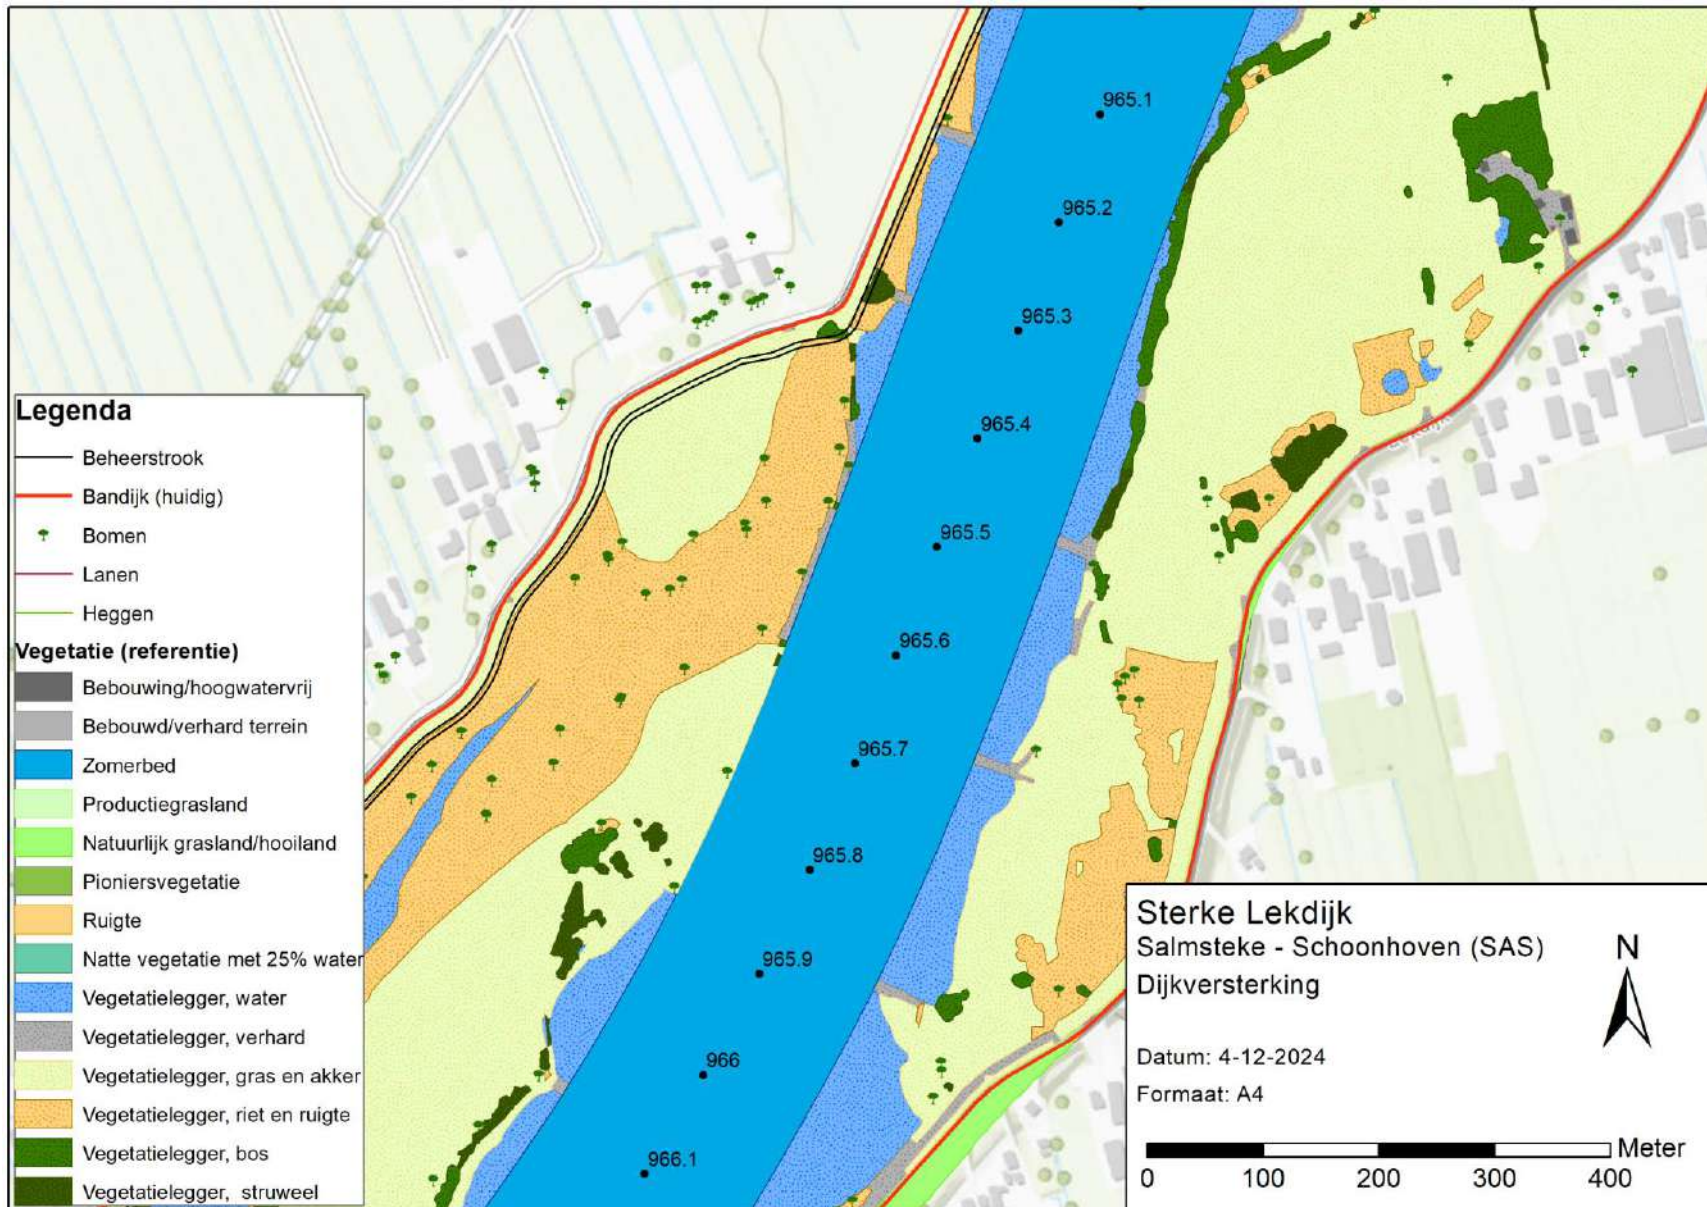 965.1
965.2
965.3
965.4
965.5
965.6
965.7
965.8
965.9
966
966.1
Legenda
Beheerstrook
Bandijk (huidig)
Bomen
Lanen
Heggen
Vegetatie (referentie)
Bebouwing/hoogwatervrij
Bebouwd/verhard terrein
Zomerbed
Productiegrasland
Natuurlijk grasland/hooiland
Pioniersvegetatie
Ruigte
Natte vegetatie met 25% water
Vegetatielegger, water
Vegetatielegger, verhard
Vegetatielegger, gras en akker
Vegetatielegger, riet en ruigte
Vegetatielegger, bos
Vegetatielegger, struweel
Sterke Lekdijk
Salmsteke - Schoonhoven (SAS)
Dijkversterking
N
Datum: 4-12-2024
Formaat: A4
Meter
0 100 200 300 400